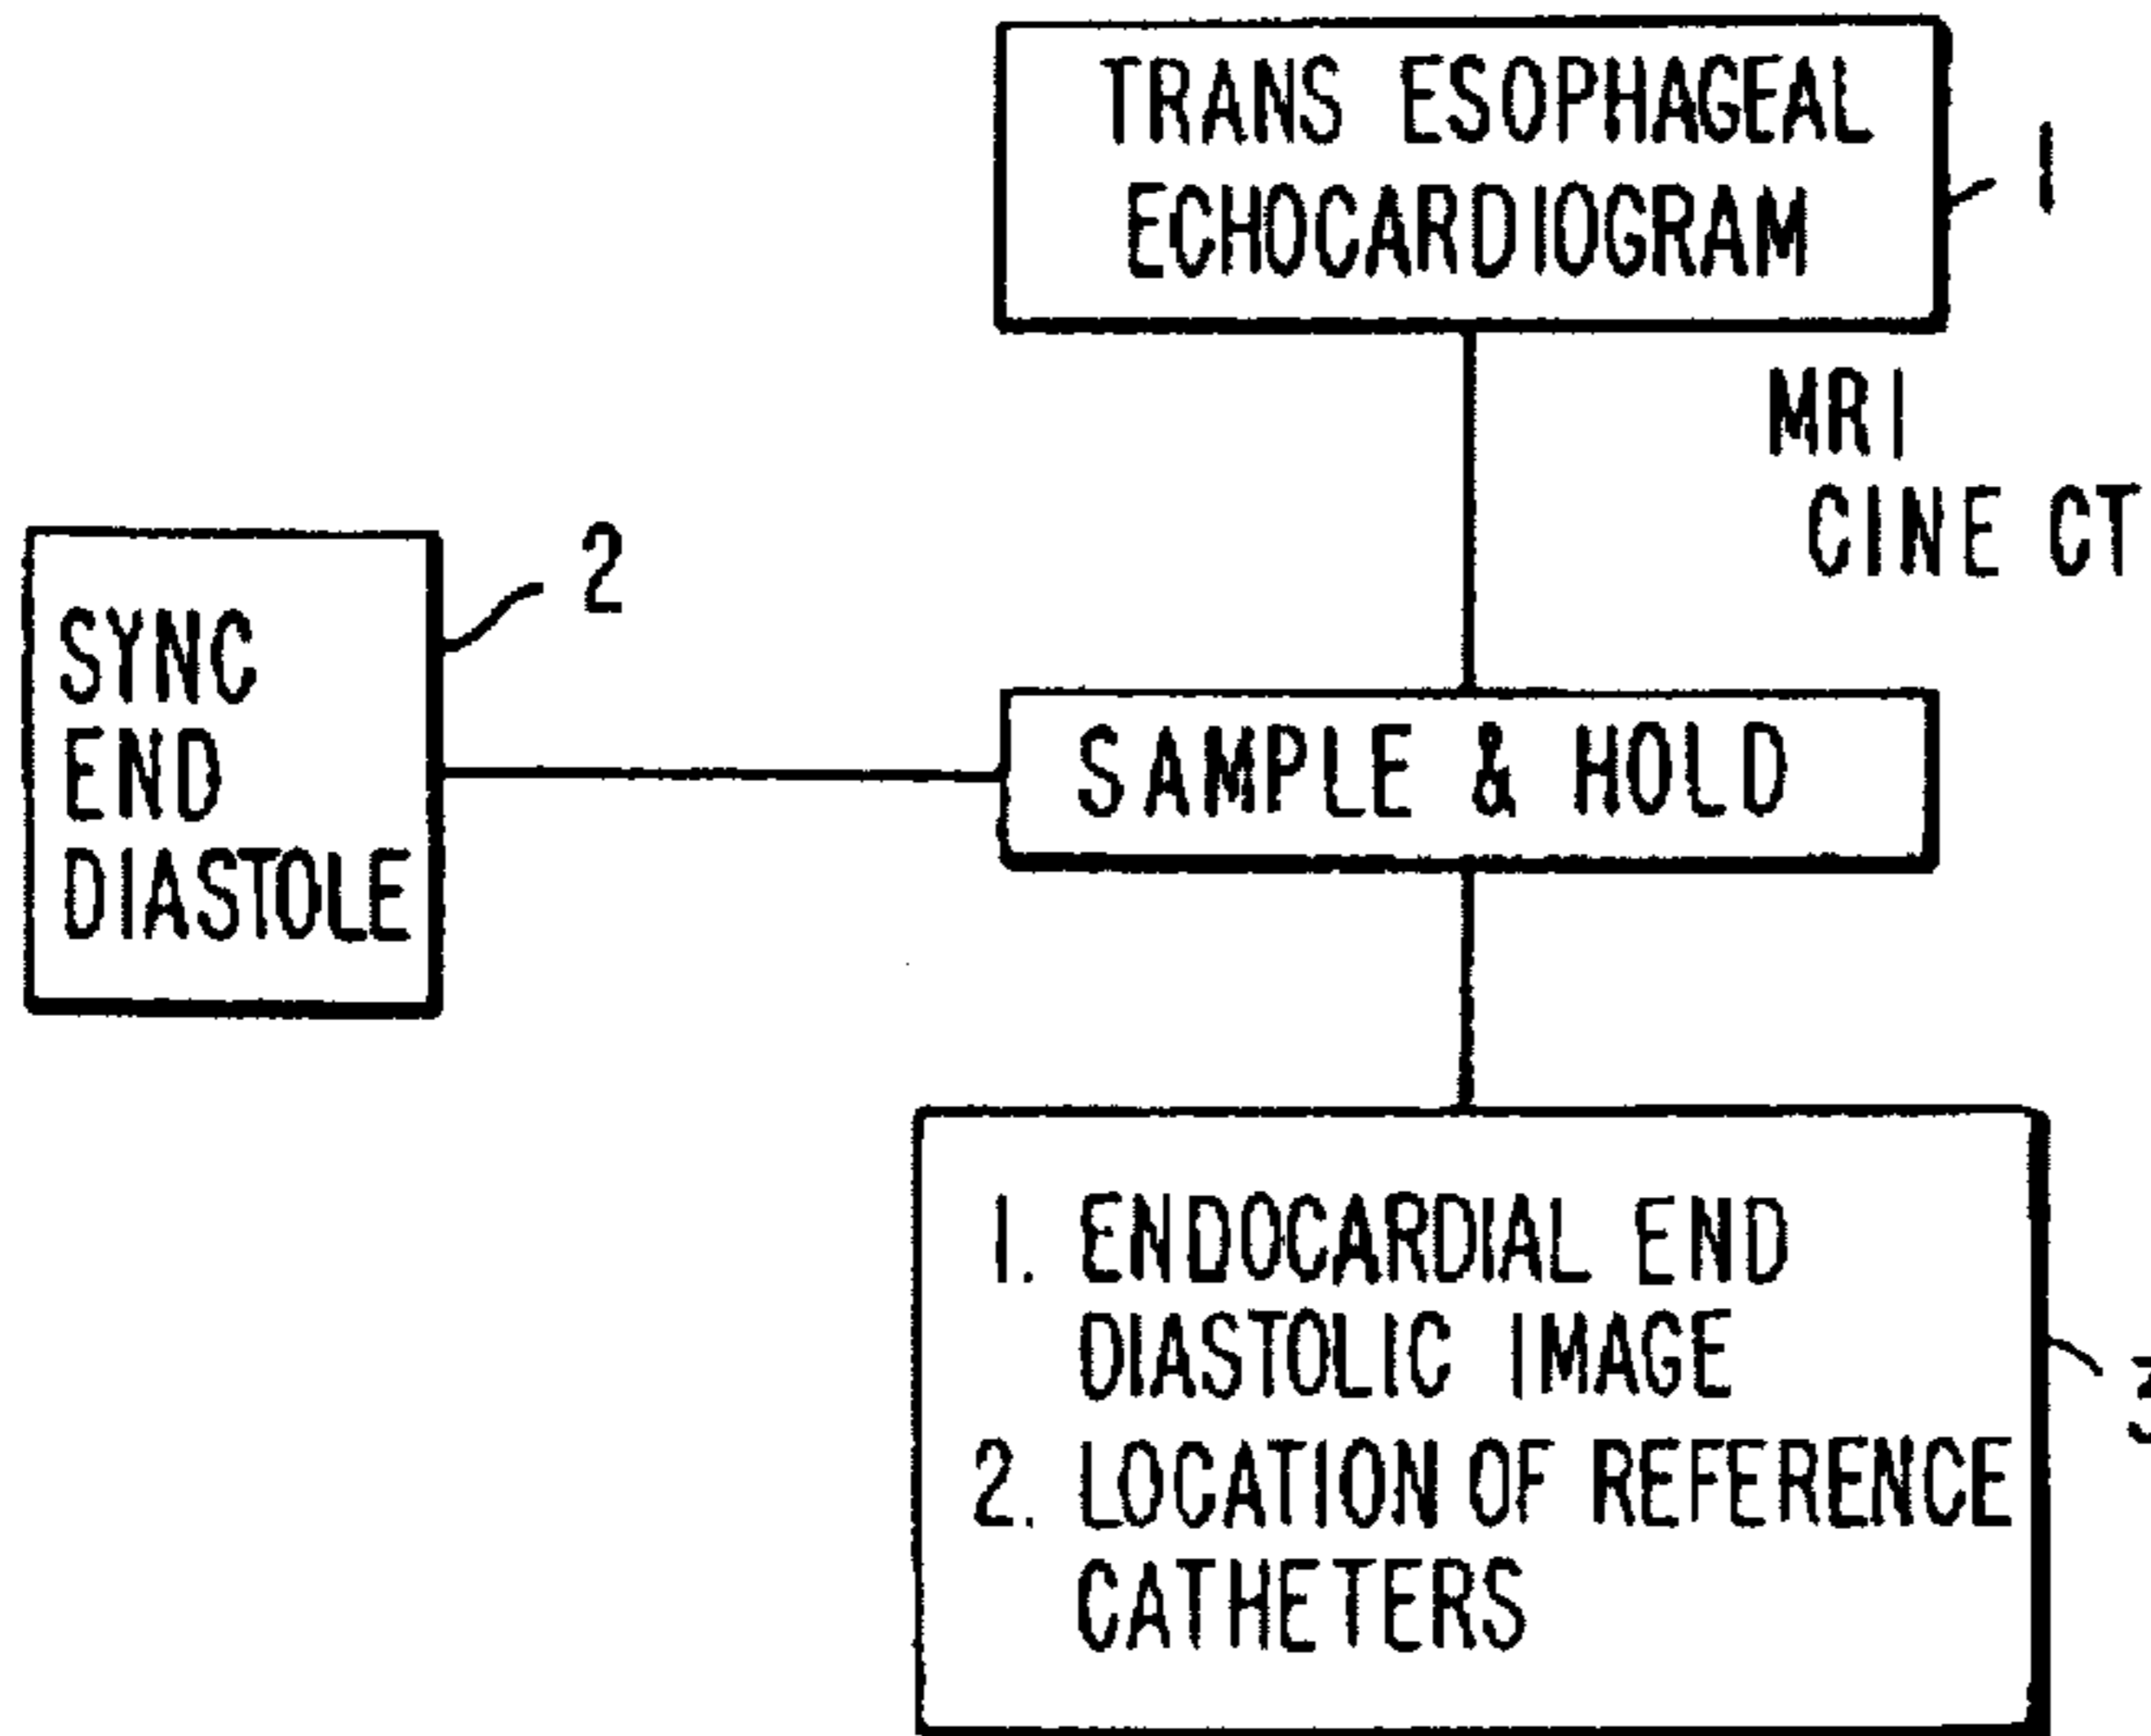 TRANS ESOPHAGEAL
ECHOCARDIOGRAM
1
MRI
CINE CT
2
SYNC
END
DIASTOLE
SAMPLE & HOLD
1. ENDOCARDIAL END
DIASTOLIC IMAGE
3
2. LOCATION OF REFERENCE
CATHETERS